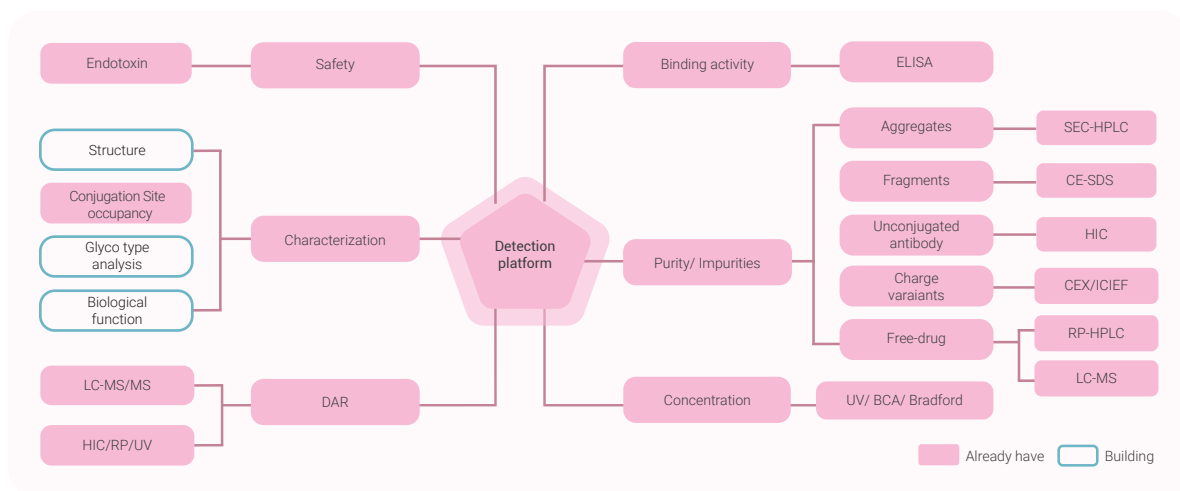 Endotoxin
Safety
Structure
Conjugation Site
occupancy
Glyco type
analysis
Biological
function
Characterization
LC-MS/MS
HIC/RP/UV
DAR
Detection
platform
Binding activity
ELISA
Purity/ Impurities
Aggregates
SEC-HPLC
Fragments
CE-SDS
Unconjugated
antibody
HIC
Charge
varaiants
CEX/ICIEF
Free-drug
RP-HPLC
LC-MS
Concentration
UV/ BCA/ Bradford
Already have
Building